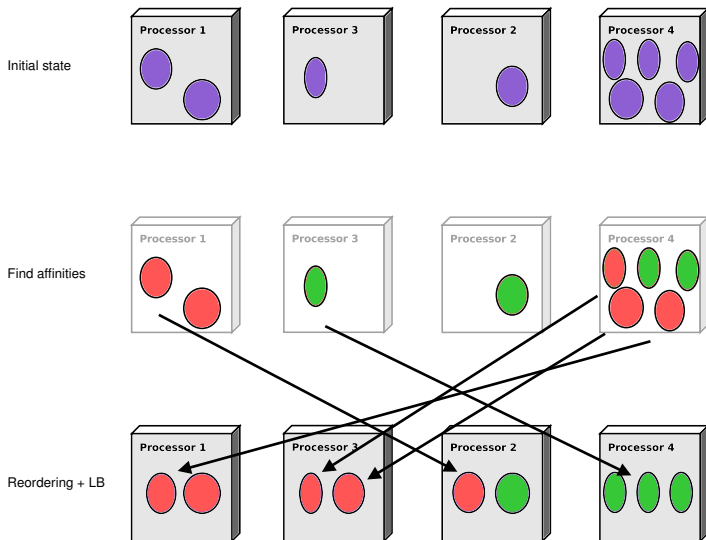 Processor 1
Processor 3
Processor 2
Processor 4
Initial state
Processor 1
Processor 3
Processor 2
Processor 4
Find affinities
Processor 1
Processor 3
Processor 2
Processor 4
Reordering + LB